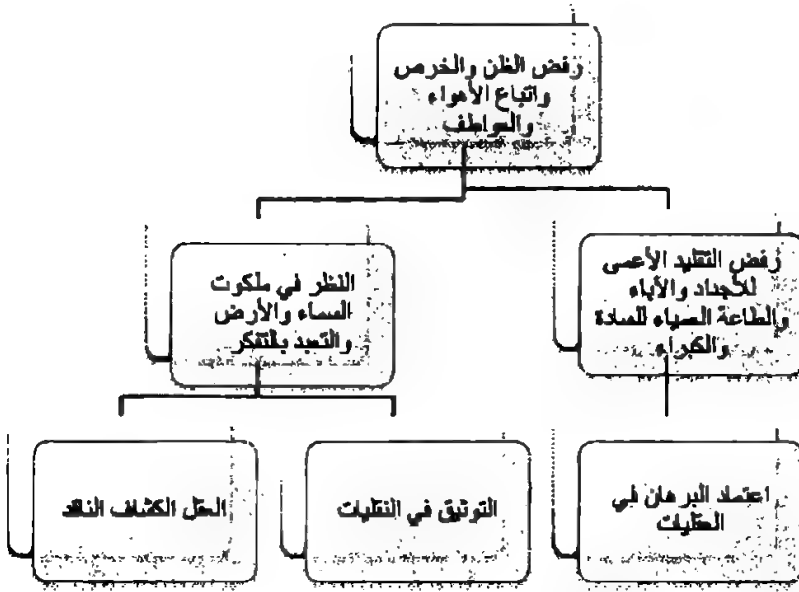 رفض الظن والخرص
واتباع الأهواء
والعواطف
رفض التقليد الأعمى
للأجداد والآباء
والطاعة العمياء للسادة
والكبراء
النظر في ملكوت
السماء والأرض
والتعبد بالتفكر
اعتماد البرهان في
العقليات
التوثيق في النقليات
العقل الكشاف الناقد